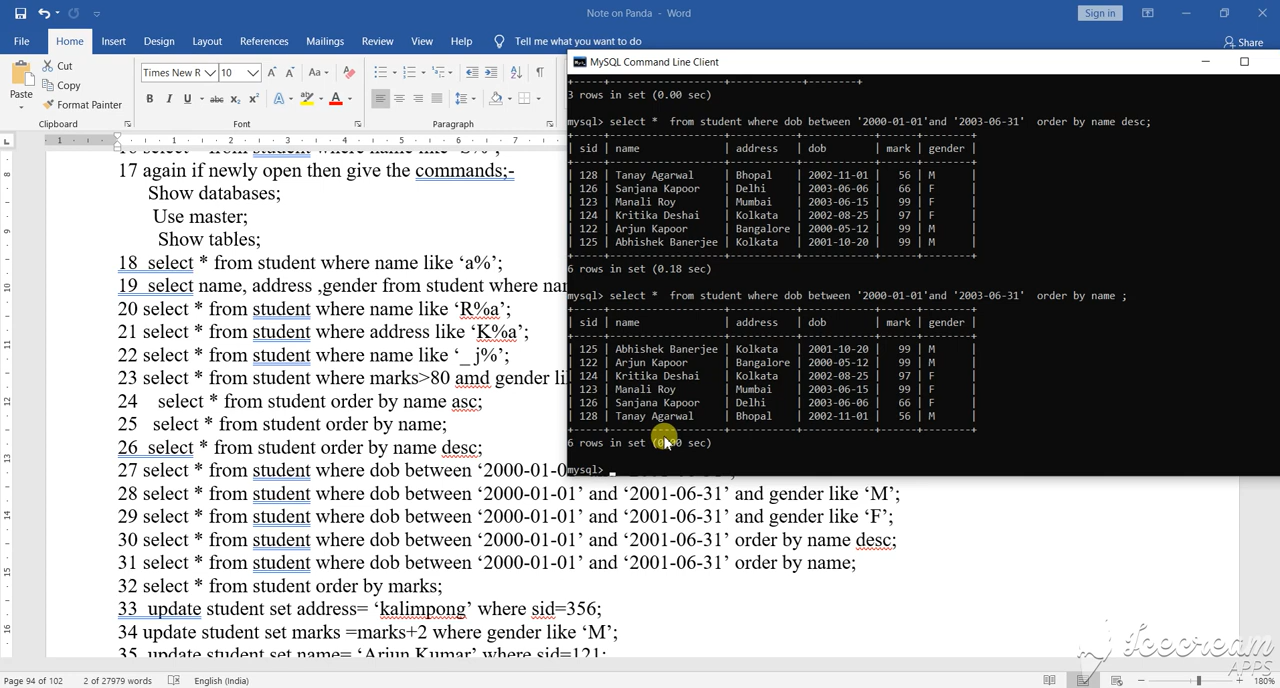 Note on Panda - Word
Sign in
File Home Insert Design Layout References Mailings Review View Help Tell me what you want to do
Share
Paste
Cut
Copy
Format Painter
Times New R 10
Clipboard Font Paragraph
MySQL Command Line Client
3 rows in set (0.00 sec)
mysql> select * from student where dob between '2000-01-01'and '2003-06-31' order by name desc;
| sid | name | address | dob | mark | gender |
| 128 | Tanay Agarwal | Bhopal | 2002-11-01 | 56 | M |
| 126 | Sanjana Kapoor | Delhi | 2003-06-06 | 66 | F |
| 123 | Manali Roy | Mumbai | 2003-06-15 | 99 | F |
| 124 | Kritika Deshai | Kolkata | 2002-08-25 | 97 | F |
| 122 | Arjun Kapoor | Bangalore | 2000-05-12 | 99 | M |
| 125 | Abhishek Banerjee | Kolkata | 2001-10-20 | 99 | M |
6 rows in set (0.18 sec)
mysql> select * from student where dob between '2000-01-01'and '2003-06-31' order by name ;
| sid | name | address | dob | mark | gender |
| 125 | Abhishek Banerjee | Kolkata | 2001-10-20 | 99 | M |
| 122 | Arjun Kapoor | Bangalore | 2000-05-12 | 99 | M |
| 124 | Kritika Deshai | Kolkata | 2002-08-25 | 97 | F |
| 123 | Manali Roy | Mumbai | 2003-06-15 | 99 | F |
| 126 | Sanjana Kapoor | Delhi | 2003-06-06 | 66 | F |
| 128 | Tanay Agarwal | Bhopal | 2002-11-01 | 56 | M |
6 rows in set (0.00 sec)
mysql>
17 again if newly open then give the commands;-
Show databases;
Use master;
Show tables;
18 select * from student where name like ‘a%’;
19 select name, address ,gender from student where name
20 select * from student where name like ‘R%a’;
21 select * from student where address like ‘K%a’;
22 select * from student where name like ‘_ j%’;
23 select * from student where marks>80 amd gender li
24 select * from student order by name asc;
25 select * from student order by name;
26 select * from student order by name desc;
27 select * from student where dob between ‘2000-01-0
28 select * from student where dob between ‘2000-01-01’ and ‘2001-06-31’ and gender like ‘M’;
29 select * from student where dob between ‘2000-01-01’ and ‘2001-06-31’ and gender like ‘F’;
30 select * from student where dob between ‘2000-01-01’ and ‘2001-06-31’ order by name desc;
31 select * from student where dob between ‘2000-01-01’ and ‘2001-06-31’ order by name;
32 select * from student order by marks;
33 update student set address= ‘kalimpong’ where sid=356;
34 update student set marks =marks+2 where gender like ‘M’;
35 update student set name= ‘Arjun Kumar’ where sid=121;
Icecream
APPS
Page 94 of 102 2 of 27979 words English (India) 180%